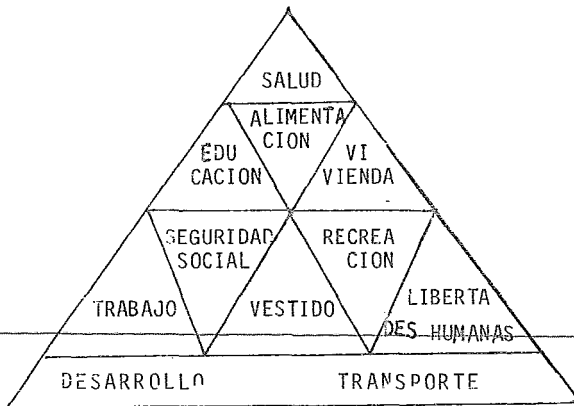 SALUD
ALIMENTA
CION
EDU
CACION
VI
VIENDA
SEGURIDAD
SOCIAL
RECREA
CION
TRABAJO
VESTIDO
LIBERTA
DES HUMANAS
DESARROLLO
TRANSPORTE